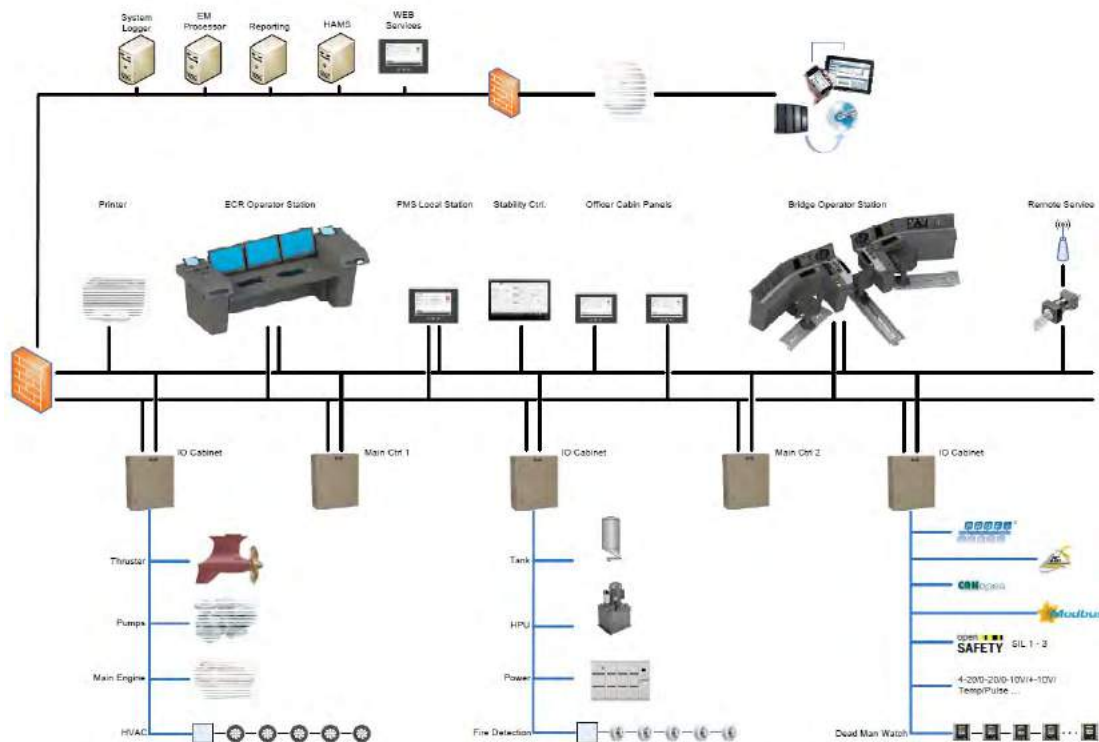 System
Logger
EM
Processor
Reporting
HAMS
WEB
Services
Printer
ECR Operator Station
PMS Local Station
Stability Ctrl.
Officer Cabin Panels
Bridge Operator Station
Remote Service
IO Cabinet
Main Ctrl 1
IO Cabinet
Main Ctrl 2
IO Cabinet
Thruster
Pumps
Main Engine
HVAC
Tank
HPU
Power
Fire Detection
CANopen
Modbus
open
SAFETY SIL 1 - 3
4-20/0-20/0-10V/+-10V/
Temp/Pulse ...
Dead Man Watch